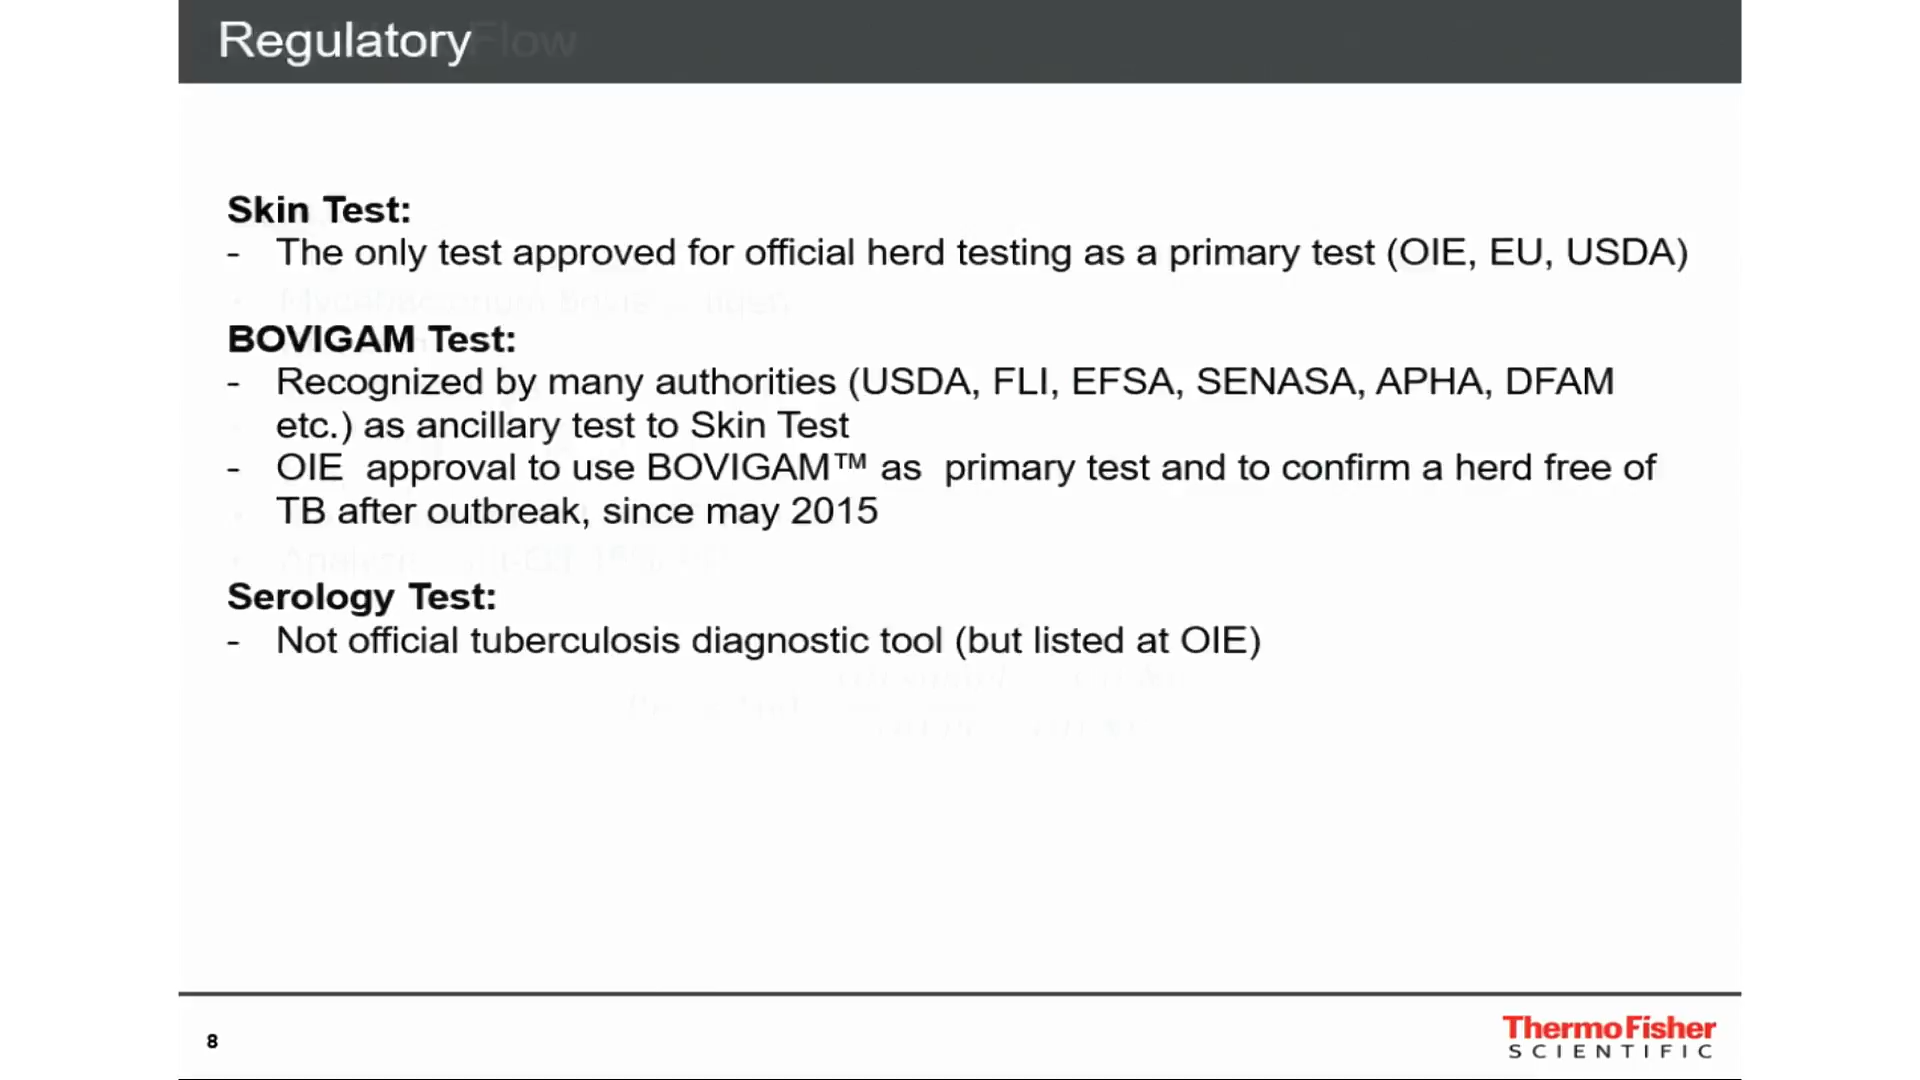 Regulatory Flow
Skin Test:
- The only test approved for official herd testing as a primary test (OIE, EU, USDA)
BOVIGAM Test:
- Recognized by many authorities (USDA, FLI, EFSA, SENASA, APHA, DFAM
etc.) as ancillary test to Skin Test
- OIE approval to use BOVIGAM™ as primary test and to confirm a herd free of
TB after outbreak, since may 2015
Serology Test:
- Not official tuberculosis diagnostic tool (but listed at OIE)
8
ThermoFisher
SCIENTIFIC